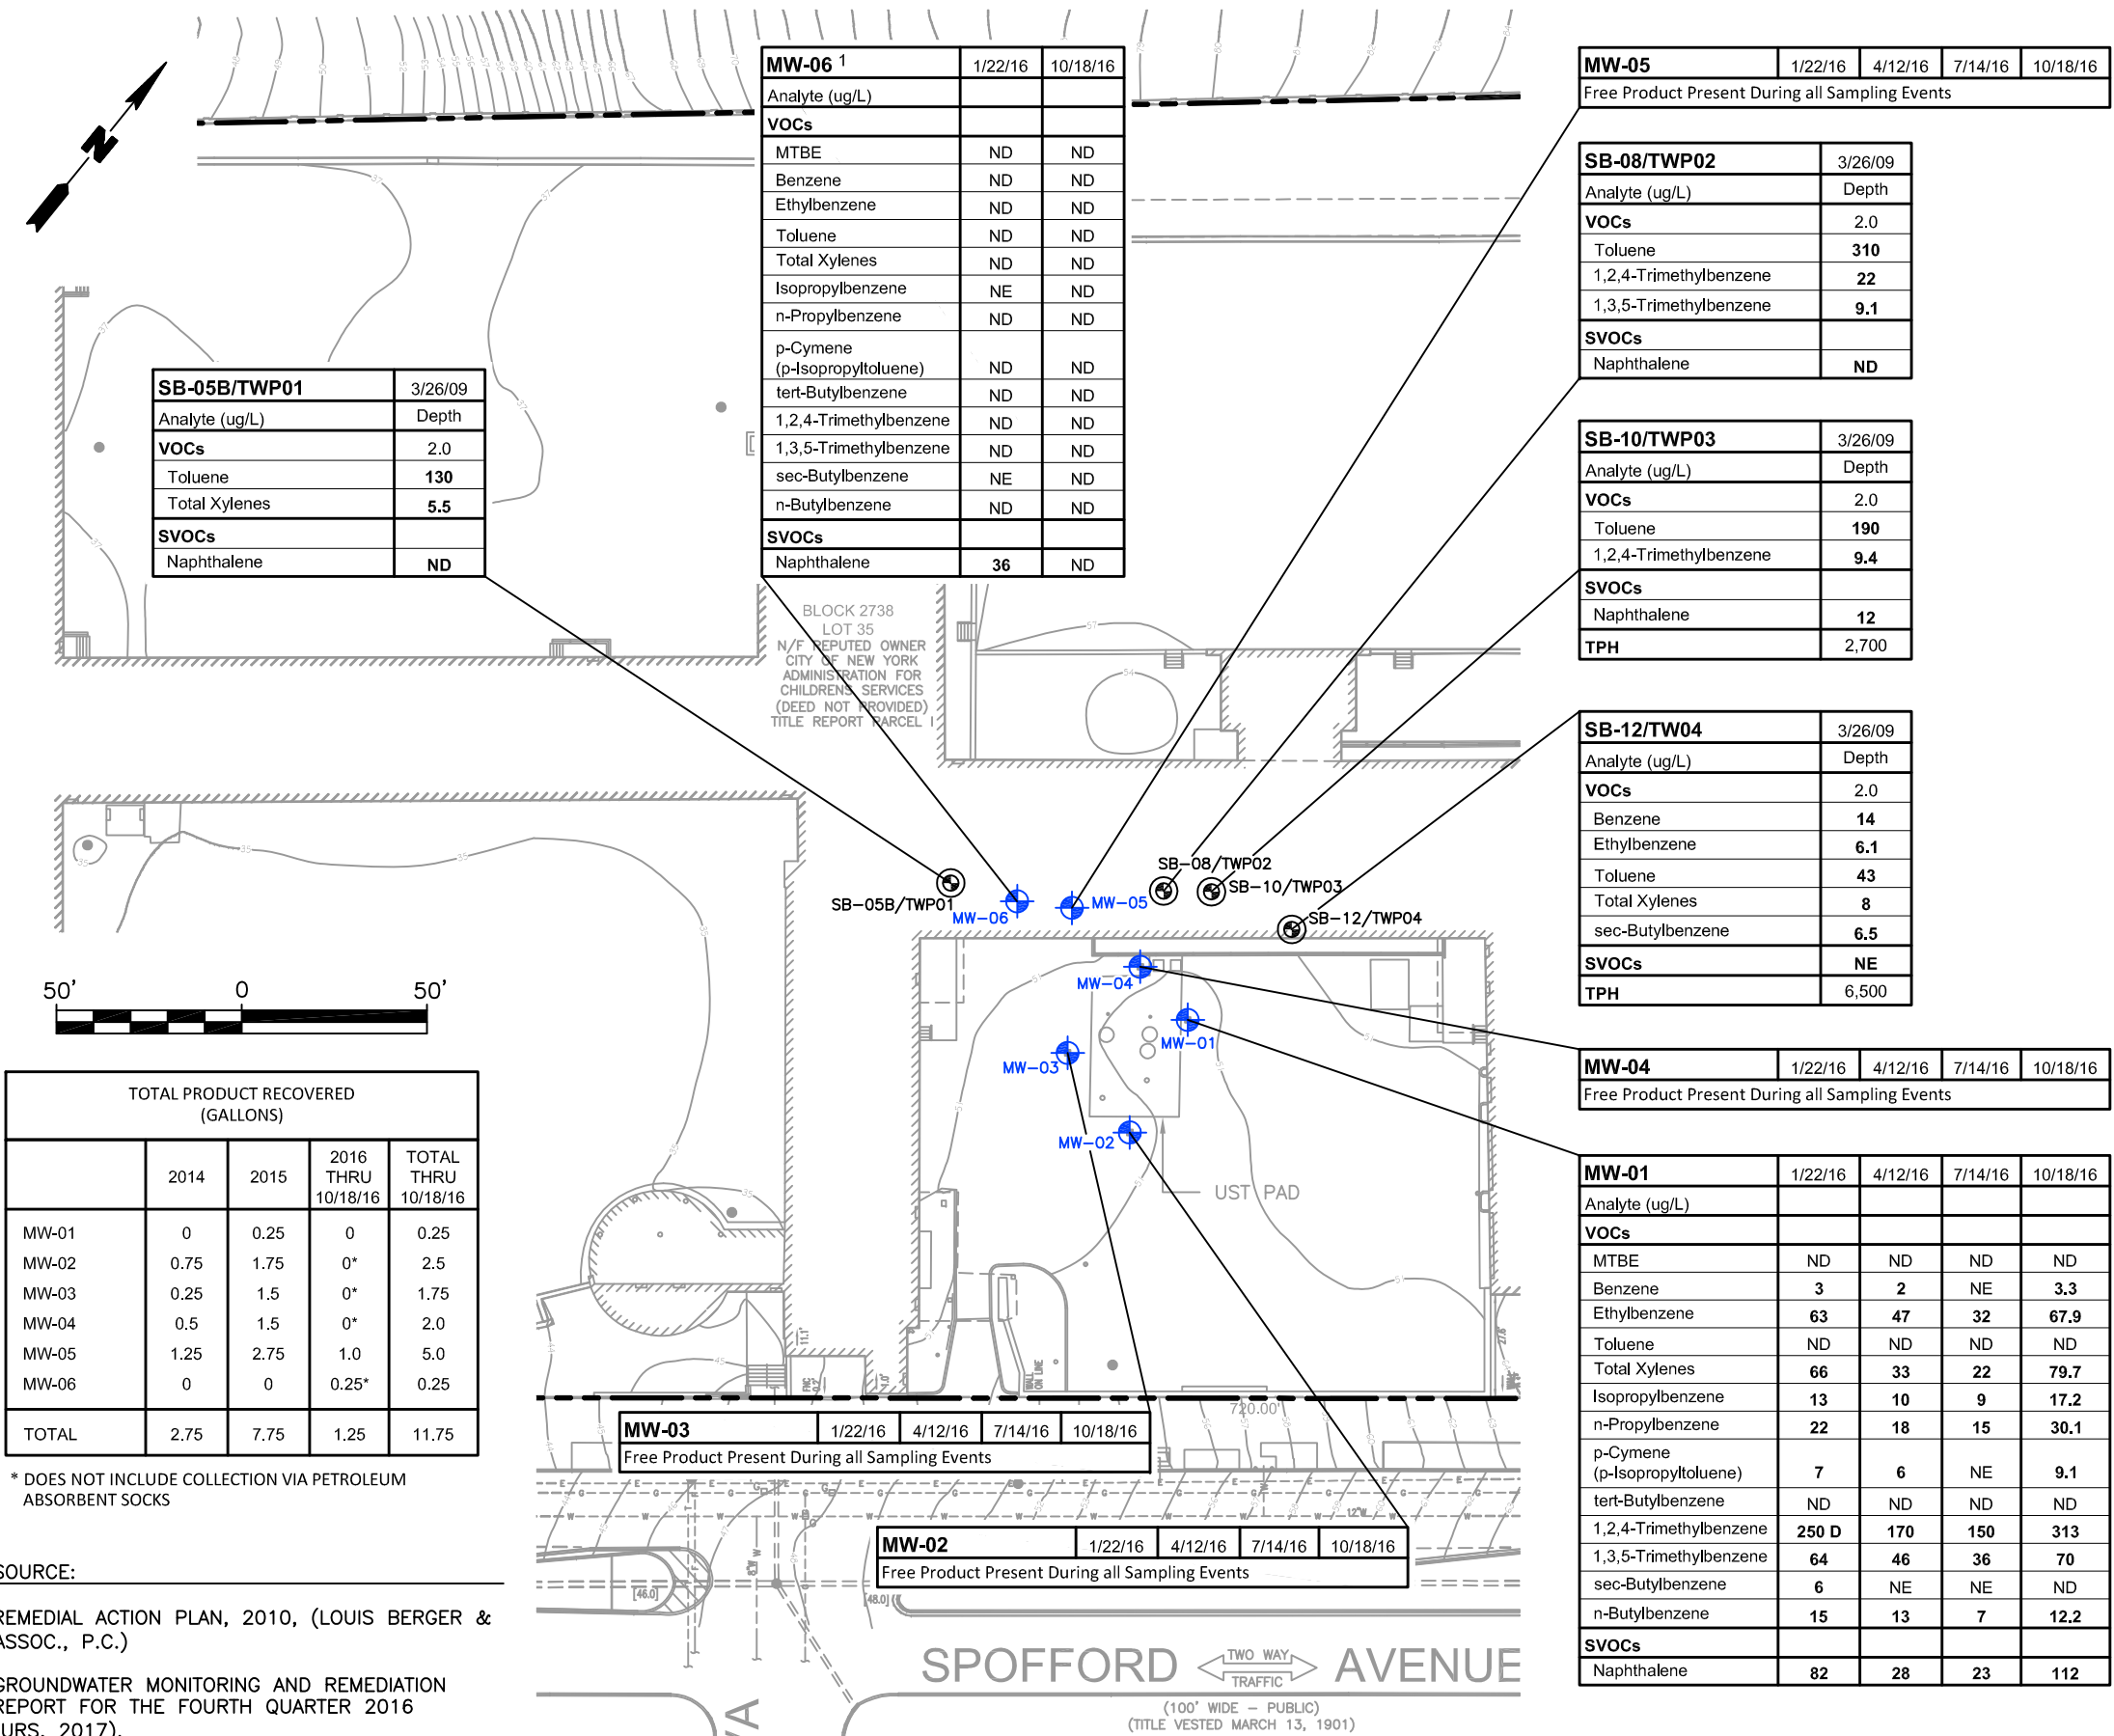 N
MW-06 1 1/22/16 10/18/16
Analyte (ug/L)
VOCs
MTBE ND ND
Benzene ND ND
Ethylbenzene ND ND
Toluene ND ND
Total Xylenes ND ND
Isopropylbenzene NE ND
n-Propylbenzene ND ND
p-Cymene
(p-Isopropyltoluene) ND ND
tert-Butylbenzene ND ND
1,2,4-Trimethylbenzene ND ND
1,3,5-Trimethylbenzene ND ND
sec-Butylbenzene NE ND
n-Butylbenzene ND ND
SVOCs
Naphthalene 36 ND
MW-05 1/22/16 4/12/16 7/14/16 10/18/16
Free Product Present During all Sampling Events
SB-08/TWP02 3/26/09
Analyte (ug/L) Depth
VOCs 2.0
Toluene 310
1,2,4-Trimethylbenzene 22
1,3,5-Trimethylbenzene 9.1
SVOCs
Naphthalene ND
SB-05B/TWP01 3/26/09
Analyte (ug/L) Depth
VOCs 2.0
Toluene 130
Total Xylenes 5.5
SVOCs
Naphthalene ND
SB-10/TWP03 3/26/09
Analyte (ug/L) Depth
VOCs 2.0
Toluene 190
1,2,4-Trimethylbenzene 9.4
SVOCs
Naphthalene 12
TPH 2,700
BLOCK 2738
LOT 35
N/F REPUTED OWNER
CITY OF NEW YORK
ADMINISTRATION FOR
CHILDRENS SERVICES
(DEED NOT PROVIDED)
TITLE REPORT PARCEL I
SB-12/TW04 3/26/09
Analyte (ug/L) Depth
VOCs 2.0
Benzene 14
Ethylbenzene 6.1
Toluene 43
Total Xylenes 8
sec-Butylbenzene 6.5
SVOCs NE
TPH 6,500
SB-08/TWP02
SB-10/TWP03
SB-05B/TWP01
MW-06
MW-05
SB-12/TWP04
MW-04
MW-01
MW-03
MW-02
UST PAD
50' 0 50'
MW-04 1/22/16 4/12/16 7/14/16 10/18/16
Free Product Present During all Sampling Events
TOTAL PRODUCT RECOVERED
(GALLONS)
2014 2015 2016 THRU 10/18/16 TOTAL THRU 10/18/16
MW-01 0 0.25 0 0.25
MW-02 0.75 1.75 0* 2.5
MW-03 0.25 1.5 0* 1.75
MW-04 0.5 1.5 0* 2.0
MW-05 1.25 2.75 1.0 5.0
MW-06 0 0 0.25* 0.25
TOTAL 2.75 7.75 1.25 11.75
* DOES NOT INCLUDE COLLECTION VIA PETROLEUM
ABSORBENT SOCKS
MW-01 1/22/16 4/12/16 7/14/16 10/18/16
Analyte (ug/L)
VOCs
MTBE ND ND ND ND
Benzene 3 2 NE 3.3
Ethylbenzene 63 47 32 67.9
Toluene ND ND ND ND
Total Xylenes 66 33 22 79.7
Isopropylbenzene 13 10 9 17.2
n-Propylbenzene 22 18 15 30.1
p-Cymene
(p-Isopropyltoluene) 7 6 NE 9.1
tert-Butylbenzene ND ND ND ND
1,2,4-Trimethylbenzene 250 D 170 150 313
1,3,5-Trimethylbenzene 64 46 36 70
sec-Butylbenzene 6 NE NE ND
n-Butylbenzene 15 13 7 12.2
SVOCs
Naphthalene 82 28 23 112
WALL
ON LINE
11.1'
720.00'
MW-03 1/22/16 4/12/16 7/14/16 10/18/16
Free Product Present During all Sampling Events
12"W
MW-02 1/22/16 4/12/16 7/14/16 10/18/16
Free Product Present During all Sampling Events
8"W
[46.0]
[48.0]
SOURCE:
REMEDIAL ACTION PLAN, 2010, (LOUIS BERGER &
ASSOC., P.C.)
GROUNDWATER MONITORING AND REMEDIATION
REPORT FOR THE FOURTH QUARTER 2016
(URS, 2017).
SPOFFORD TWO WAY TRAFFIC AVENUE
(100' WIDE – PUBLIC)
(TITLE VESTED MARCH 13, 1901)
VA